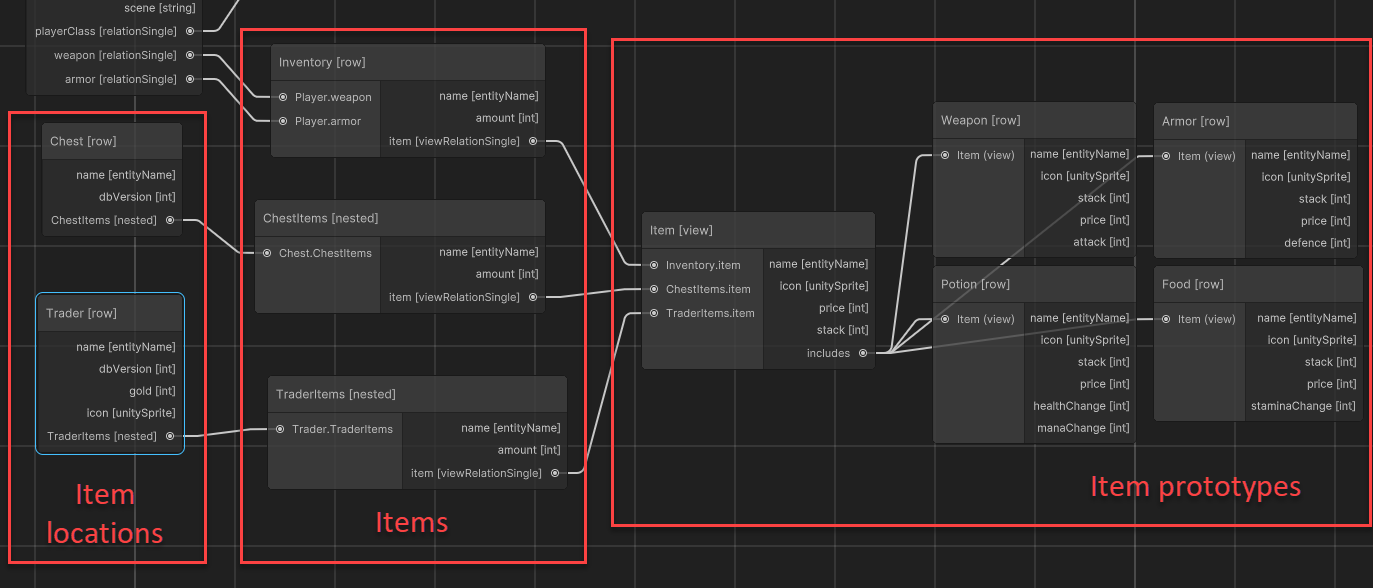 scene [string]
playerClass [relationSingle]
weapon [relationSingle]
armor [relationSingle]
Chest [row]
name [entityName]
dbVersion [int]
ChestItems [nested]
Trader [row]
name [entityName]
dbVersion [int]
gold [int]
icon [unitySprite]
TraderItems [nested]
Item
locations
Inventory [row]
Player.weapon
Player.armor
name [entityName]
amount [int]
item [viewRelationSingle]
ChestItems [nested]
Chest.ChestItems
name [entityName]
amount [int]
item [viewRelationSingle]
TraderItems [nested]
Trader.TraderItems
name [entityName]
amount [int]
item [viewRelationSingle]
Items
Item [view]
Inventory.item
ChestItems.item
TraderItems.item
name [entityName]
icon [unitySprite]
price [int]
stack [int]
includes
Weapon [row]
Item (view)
name [entityName]
icon [unitySprite]
stack [int]
price [int]
attack [int]
Armor [row]
Item (view)
name [entityName]
icon [unitySprite]
stack [int]
price [int]
defence [int]
Potion [row]
Item (view)
name [entityName]
icon [unitySprite]
stack [int]
price [int]
healthChange [int]
manaChange [int]
Food [row]
Item (view)
name [entityName]
icon [unitySprite]
stack [int]
price [int]
staminaChange [int]
Item prototypes